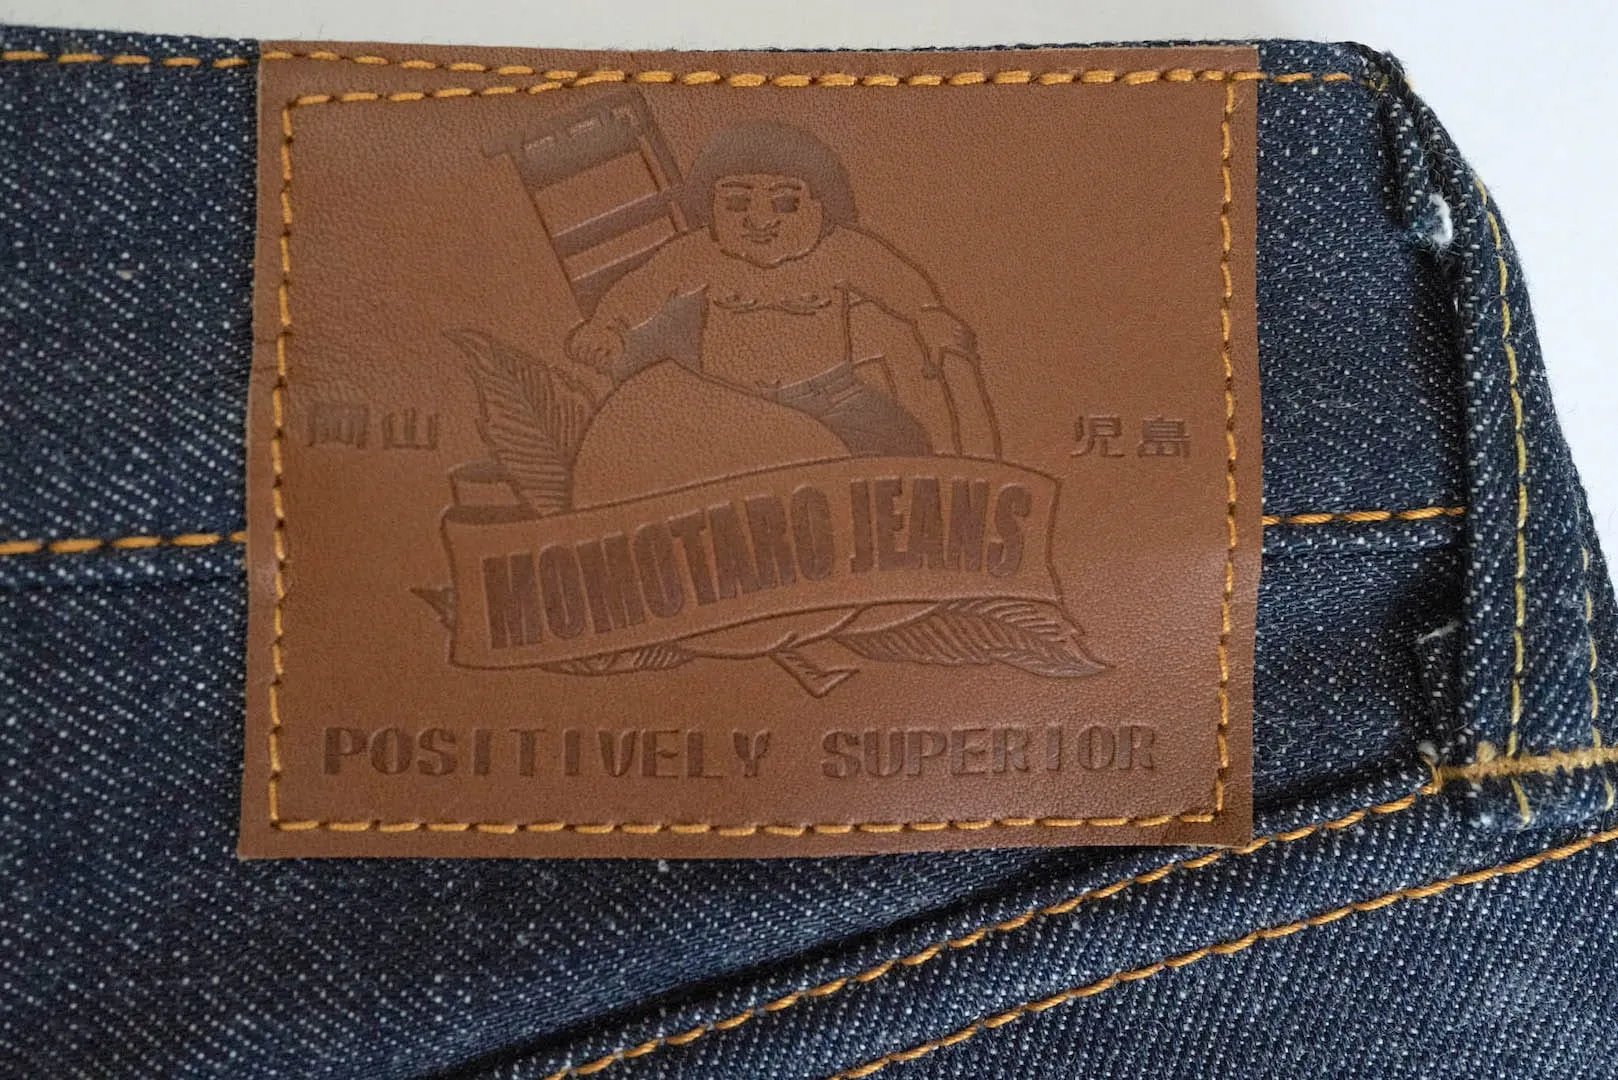 岡山
児島
MOMOTARO JEANS
POSITIVELY SUPERIOR